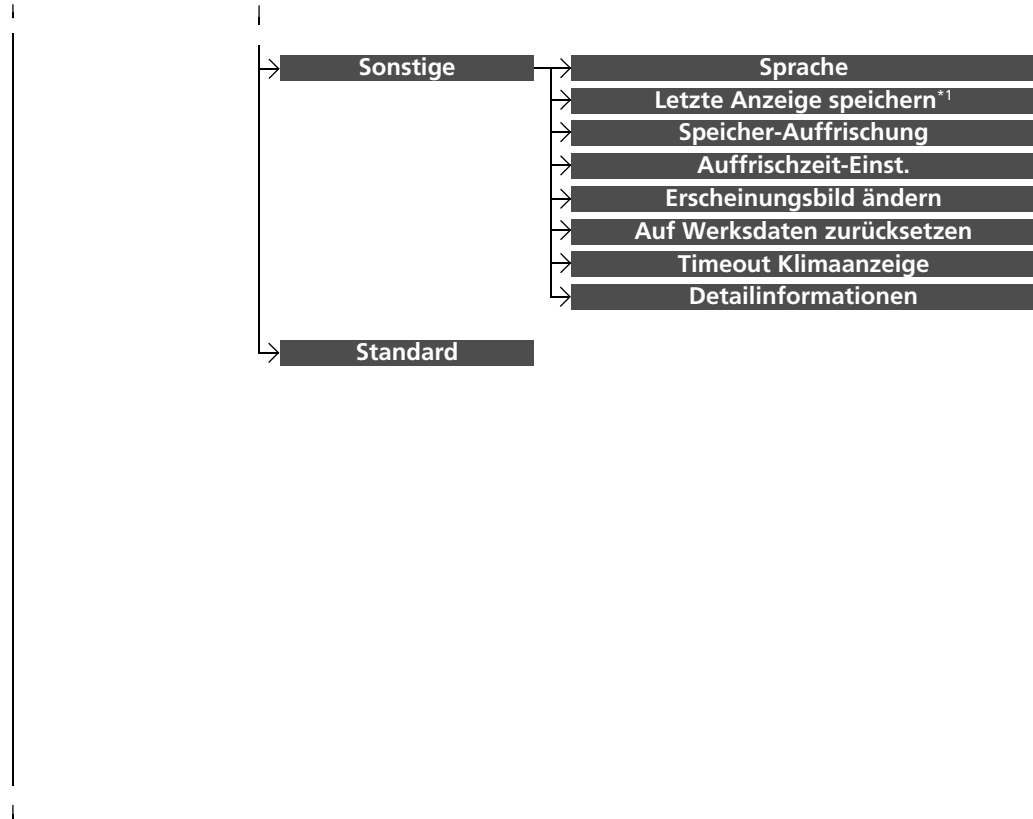 Sonstige
Sprache
Letzte Anzeige speichern*1
Speicher-Auffrischung
Auffrischzeit-Einst.
Erscheinungsbild ändern
Auf Werksdaten zurücksetzen
Timeout Klimaanzeige
Detailinformationen
Standard